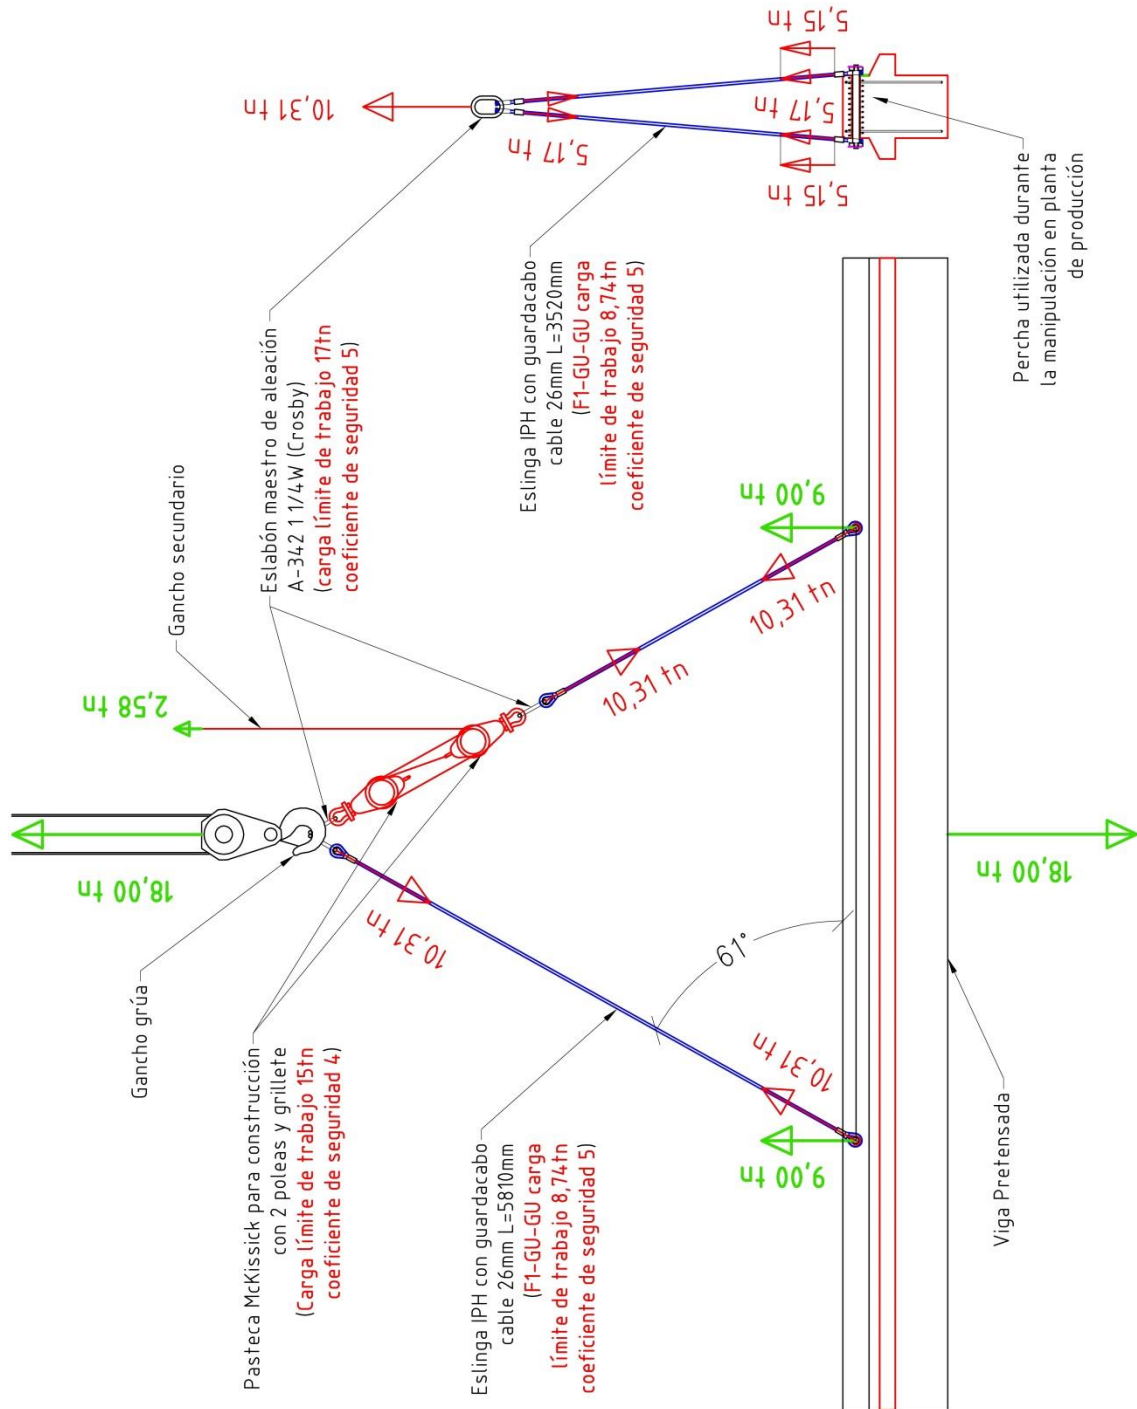 Gancho grúa
18,00 tn
Gancho secundario
2,58 tn
Eslabón maestro de aleación
A-342 1 1/4W (Crosby)
(carga límite de trabajo 17tn
coeficiente de seguridad 5)
10,31 tn
Pasteca McKissick para construcción
con 2 poleas y grillete
(Carga límite de trabajo 15tn
coeficiente de seguridad 4)
10,31 tn
10,31 tn
5,17 tn
Eslinga IPH con guardacabo
cable 26mm L=3520mm
(F1-GU-GU carga
límite de trabajo 8,74tn
coeficiente de seguridad 5)
Eslinga IPH con guardacabo
cable 26mm L=5810mm
(F1-GU-GU carga
límite de trabajo 8,74tn
coeficiente de seguridad 5)
61°
10,31 tn
9,00 tn
10,31 tn
9,00 tn
5,15 tn
5,17 tn
5,15 tn
Viga Pretensada
18,00 tn
Percha utilizada durante
la manipulación en planta
de producción